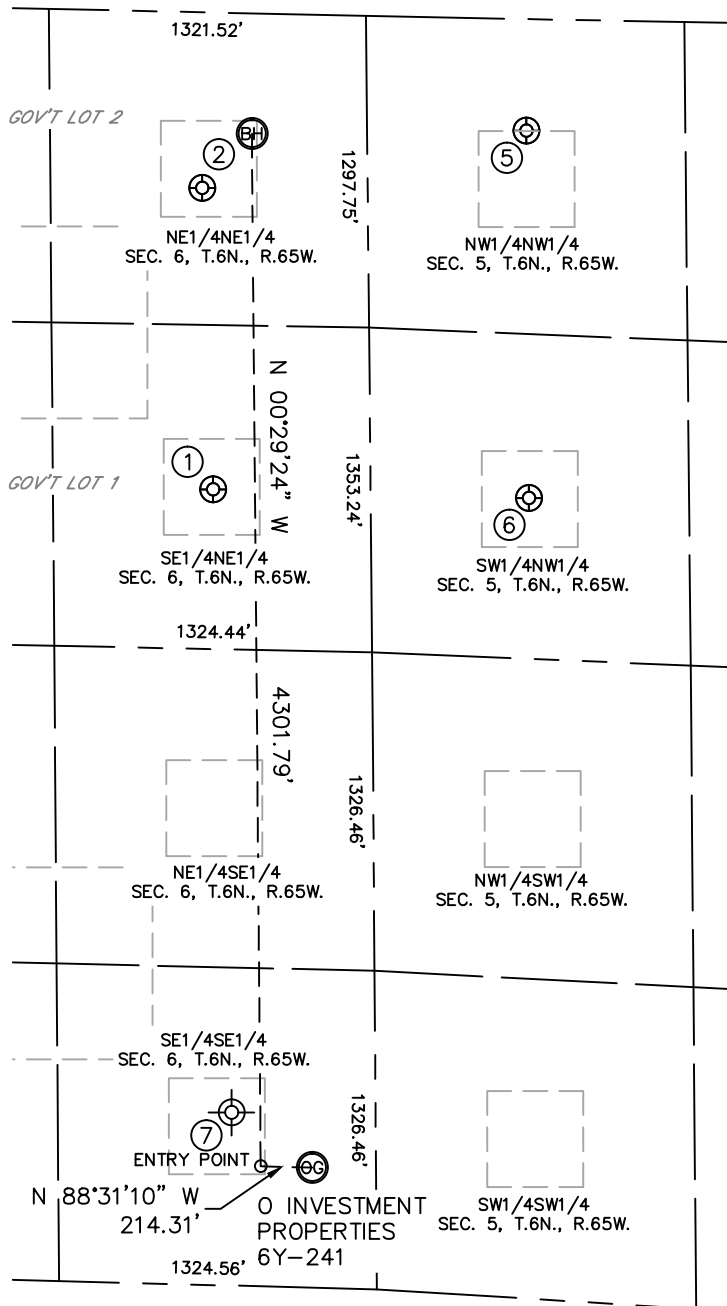 1321.52'
GOV'T LOT 2
BH
2
5
1297.75'
NE1/4NE1/4
SEC. 6, T.6N., R.65W.
NW1/4NW1/4
SEC. 5, T.6N., R.65W.
N 00°29'24" W
1
GOV'T LOT 1
1353.24'
6
SE1/4NE1/4
SEC. 6, T.6N., R.65W.
SW1/4NW1/4
SEC. 5, T.6N., R.65W.
1324.44'
4301.79'
1326.46'
NE1/4SE1/4
SEC. 6, T.6N., R.65W.
NW1/4SW1/4
SEC. 5, T.6N., R.65W.
SE1/4SE1/4
SEC. 6, T.6N., R.65W.
1326.46'
7
ENTRY POINT
OG
N 88°31'10" W
214.31'
O INVESTMENT
PROPERTIES
6Y-241
SW1/4SW1/4
SEC. 5, T.6N., R.65W.
1324.56'